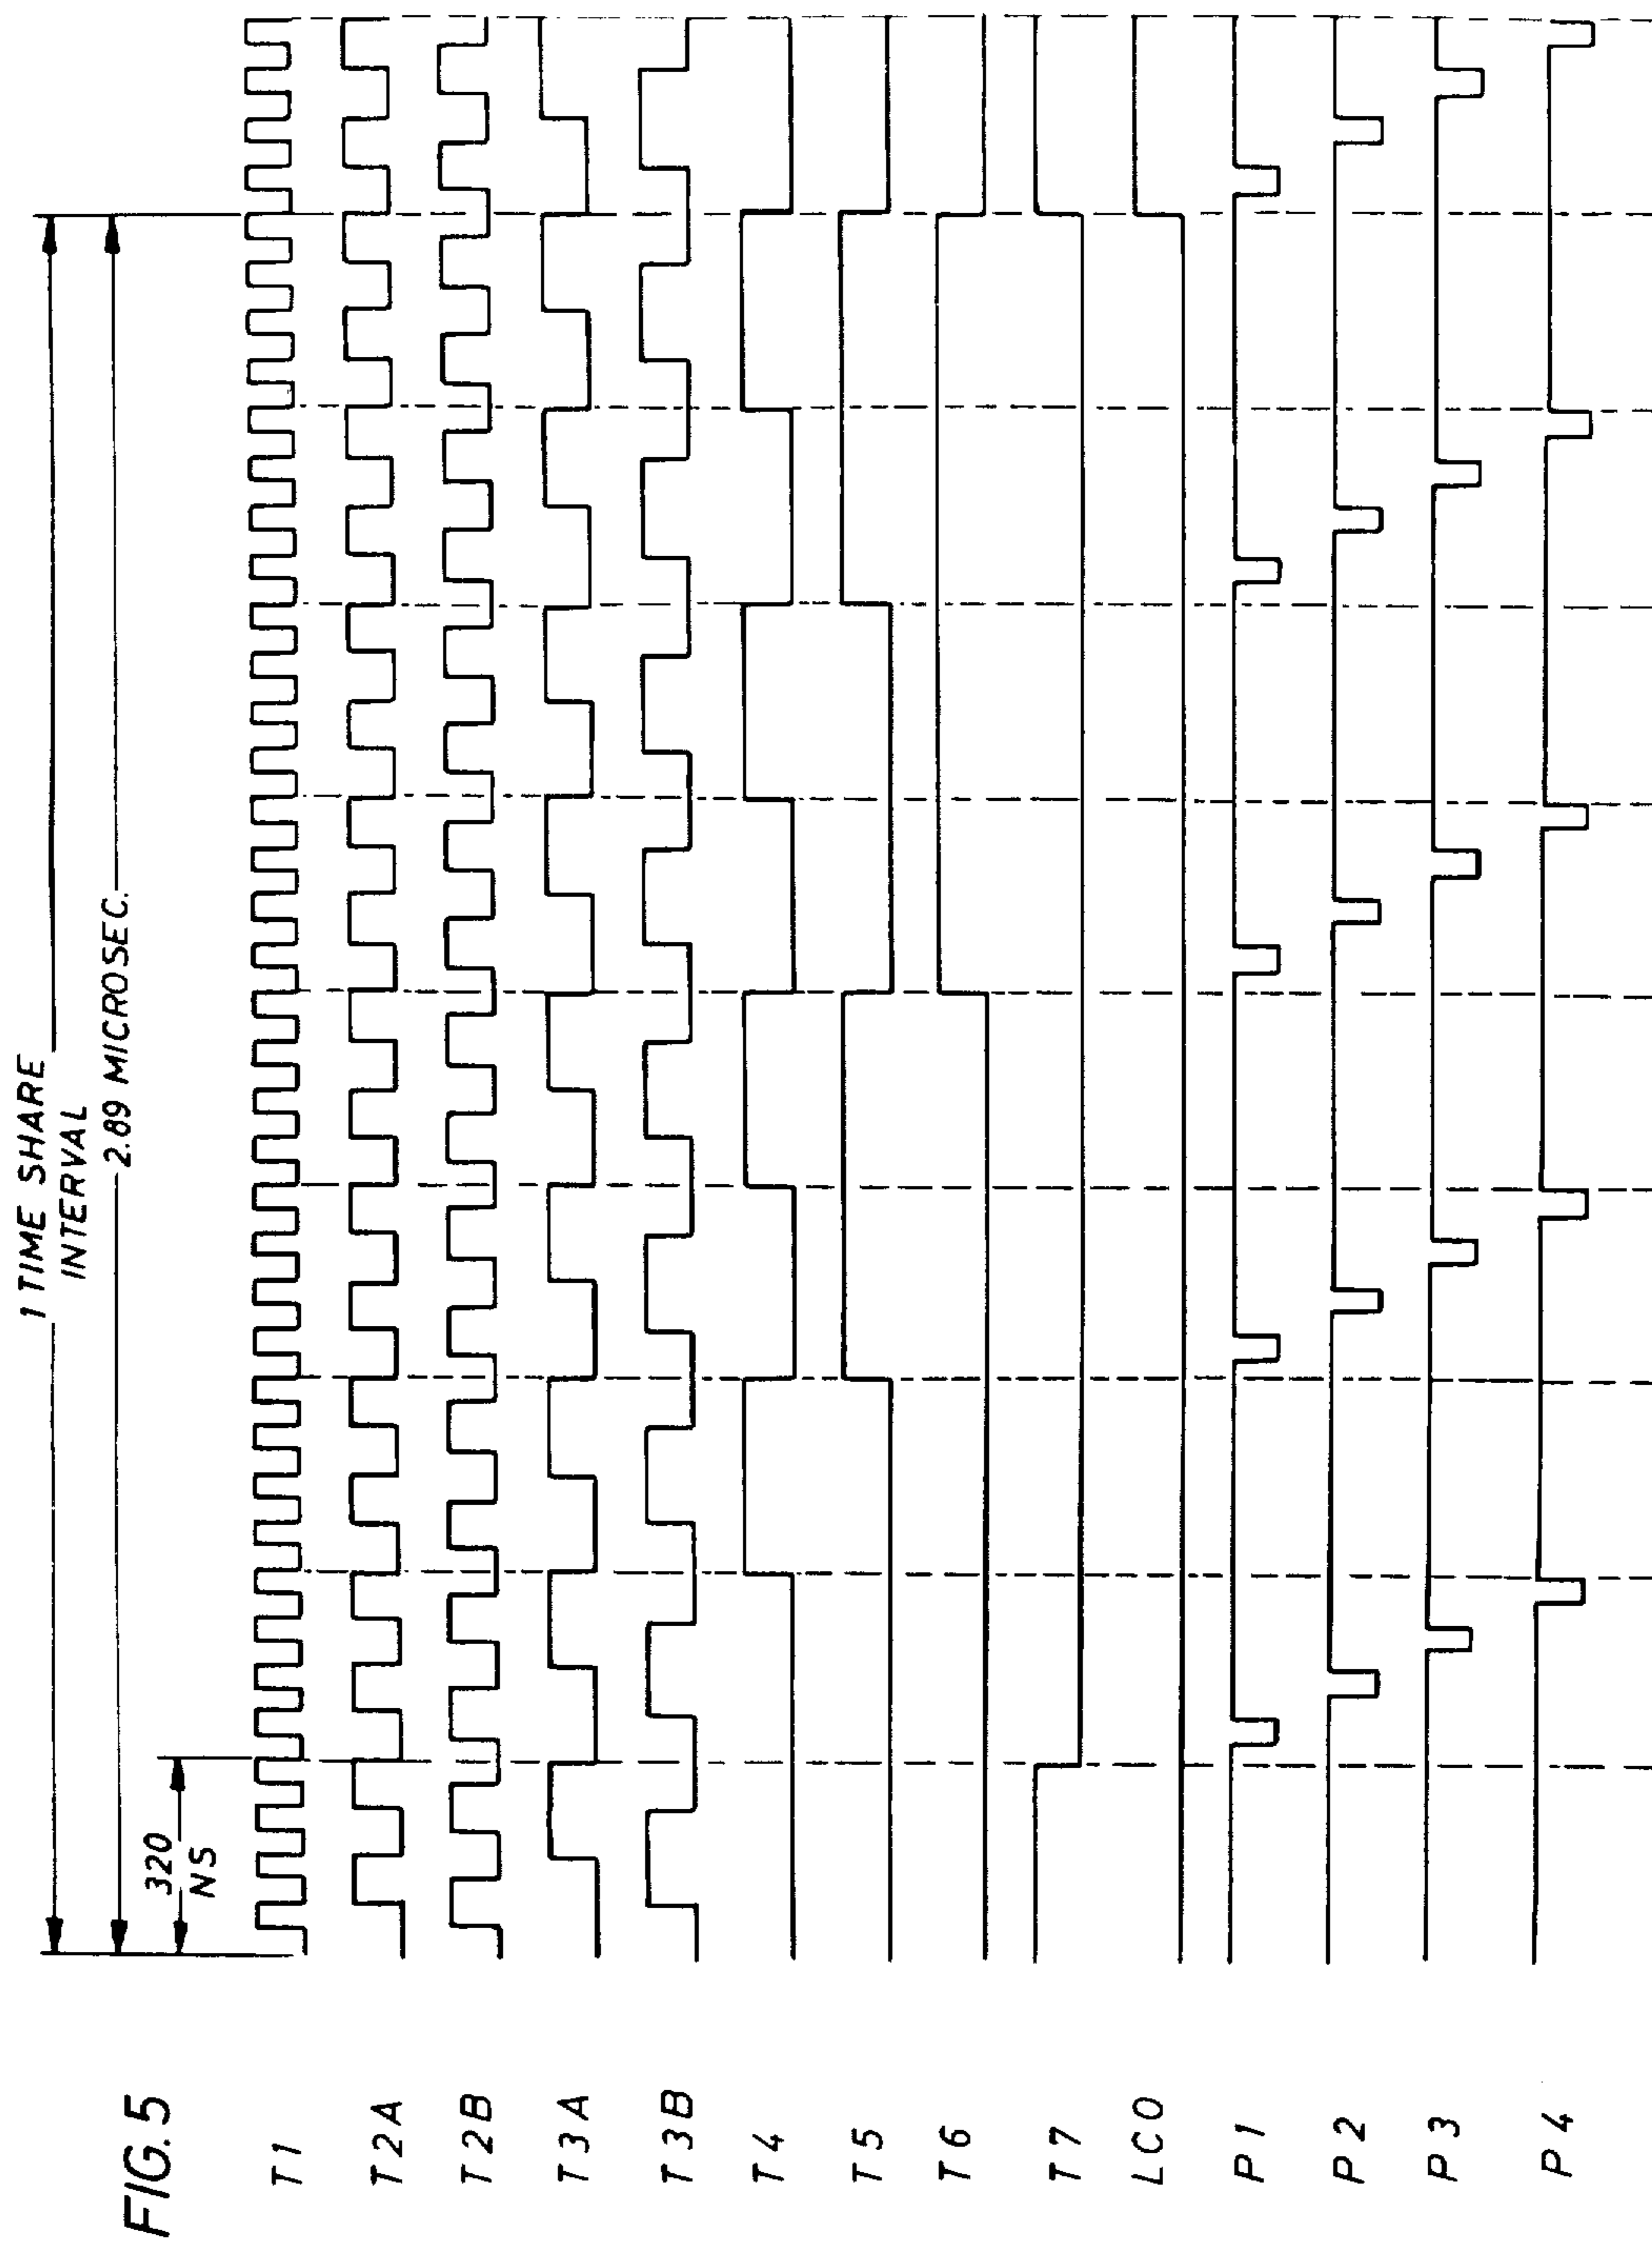 FIG. 5
1 TIME SHARE
INTERVAL
2.89 MICROSEC.
320
NS
T1
T2A
T2B
T3A
T3B
T4
T5
T6
T7
LCO
P1
P2
P3
P4